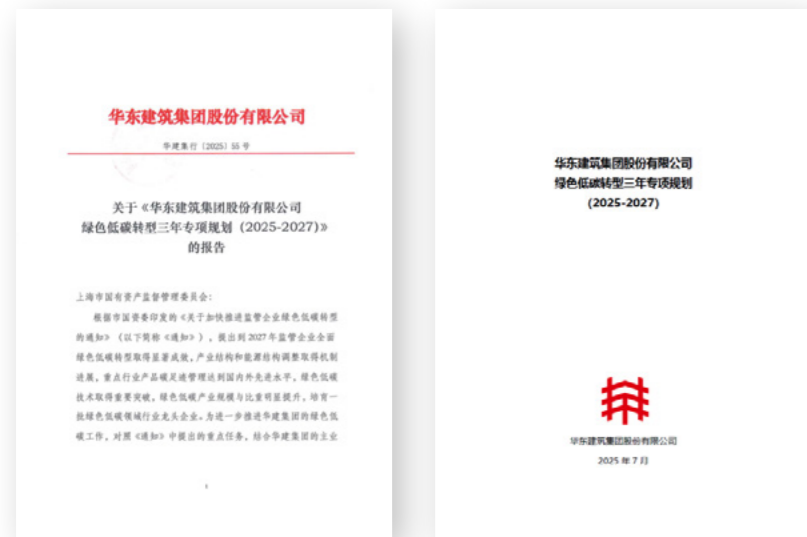 华东建筑集团股份有限公司
华建集行〔2025〕55号
关于《华东建筑集团股份有限公司
绿色低碳转型三年专项规划（2025-2027）》
的报告
上海市国有资产监督管理委员会：
根据市国资委印发的《关于加快推进监管企业绿色低碳转型
的通知》（以下简称《通知》），提出到2027年监管企业全面
绿色低碳转型取得显著成效，产业结构和能源结构调整取得机制
进展，重点行业产品碳足迹管理达到国内外先进水平，绿色低碳
技术取得重要突破，绿色低碳产业规模与比重明显提升，培育一
批绿色低碳领域行业龙头企业。为进一步推进华建集团的绿色低
碳工作，对照《通知》中提出的重点任务，结合华建集团的主业
1
华东建筑集团股份有限公司
绿色低碳转型三年专项规划
(2025-2027)
华东建筑集团股份有限公司
2025 年 7 月